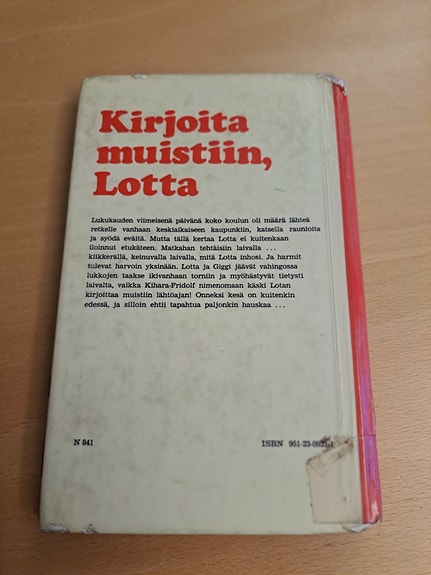 Kirjoita
muistiin,
Lotta
Lukukauden viimeisenä päivänä koko koulun oli määrä lähteä
retkelle vanhaan keskiaikaiseen kaupunkiin, katsella raunioita
ja syödä eväitä. Mutta tällä kertaa Lotta ei kuitenkaan
iloinnut etukäteen. Matkahan tehtäisiin laivalla ...
kiikkerällä, keinuvalla laivalla, mitä Lotta inhosi. Ja harmit
tulevat harvoin yksinään. Lotta ja Giggi jäävät vahingossa
lukkojen taakse ikivanhaan torniin ja myöhästyvät tietysti
laivalta, vaikka Kihara-Fridolf nimenomaan käski Lotan
kirjoittaa muistiin lähtöajan! Onneksi kesä on kuitenkin
edessä, ja silloin ehtii tapahtua paljonkin hauskaa ...
N 841
ISBN